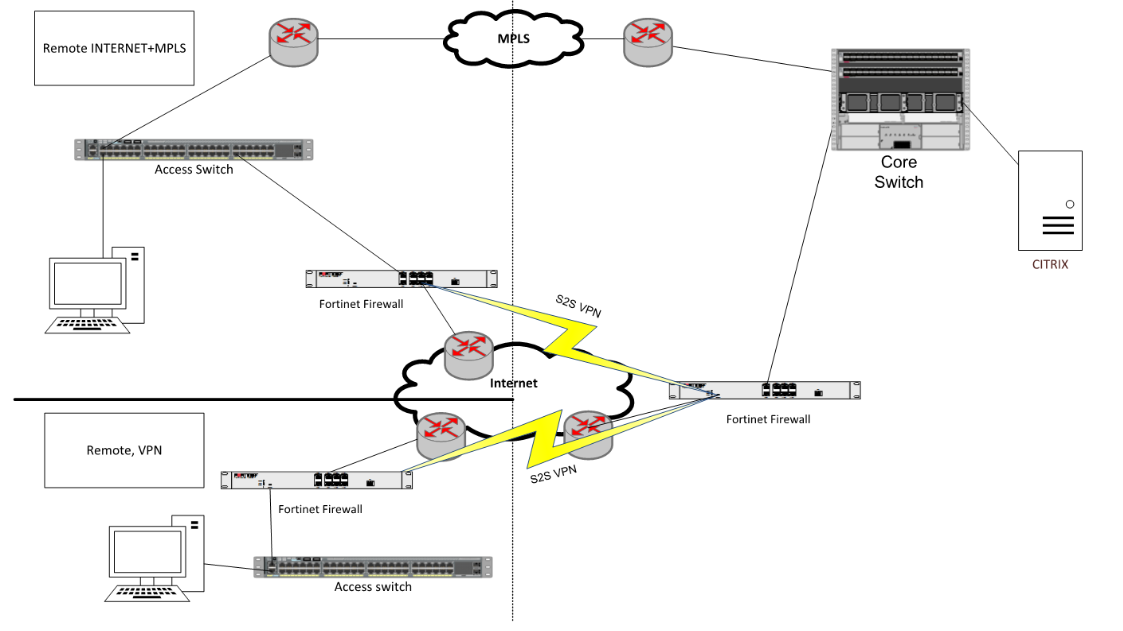 Remote INTERNET+MPLS
MPLS
Access Switch
Core
Switch
CITRIX
Fortinet Firewall
S2S VPN
Internet
Fortinet Firewall
Remote, VPN
S2S VPN
Fortinet Firewall
Access switch